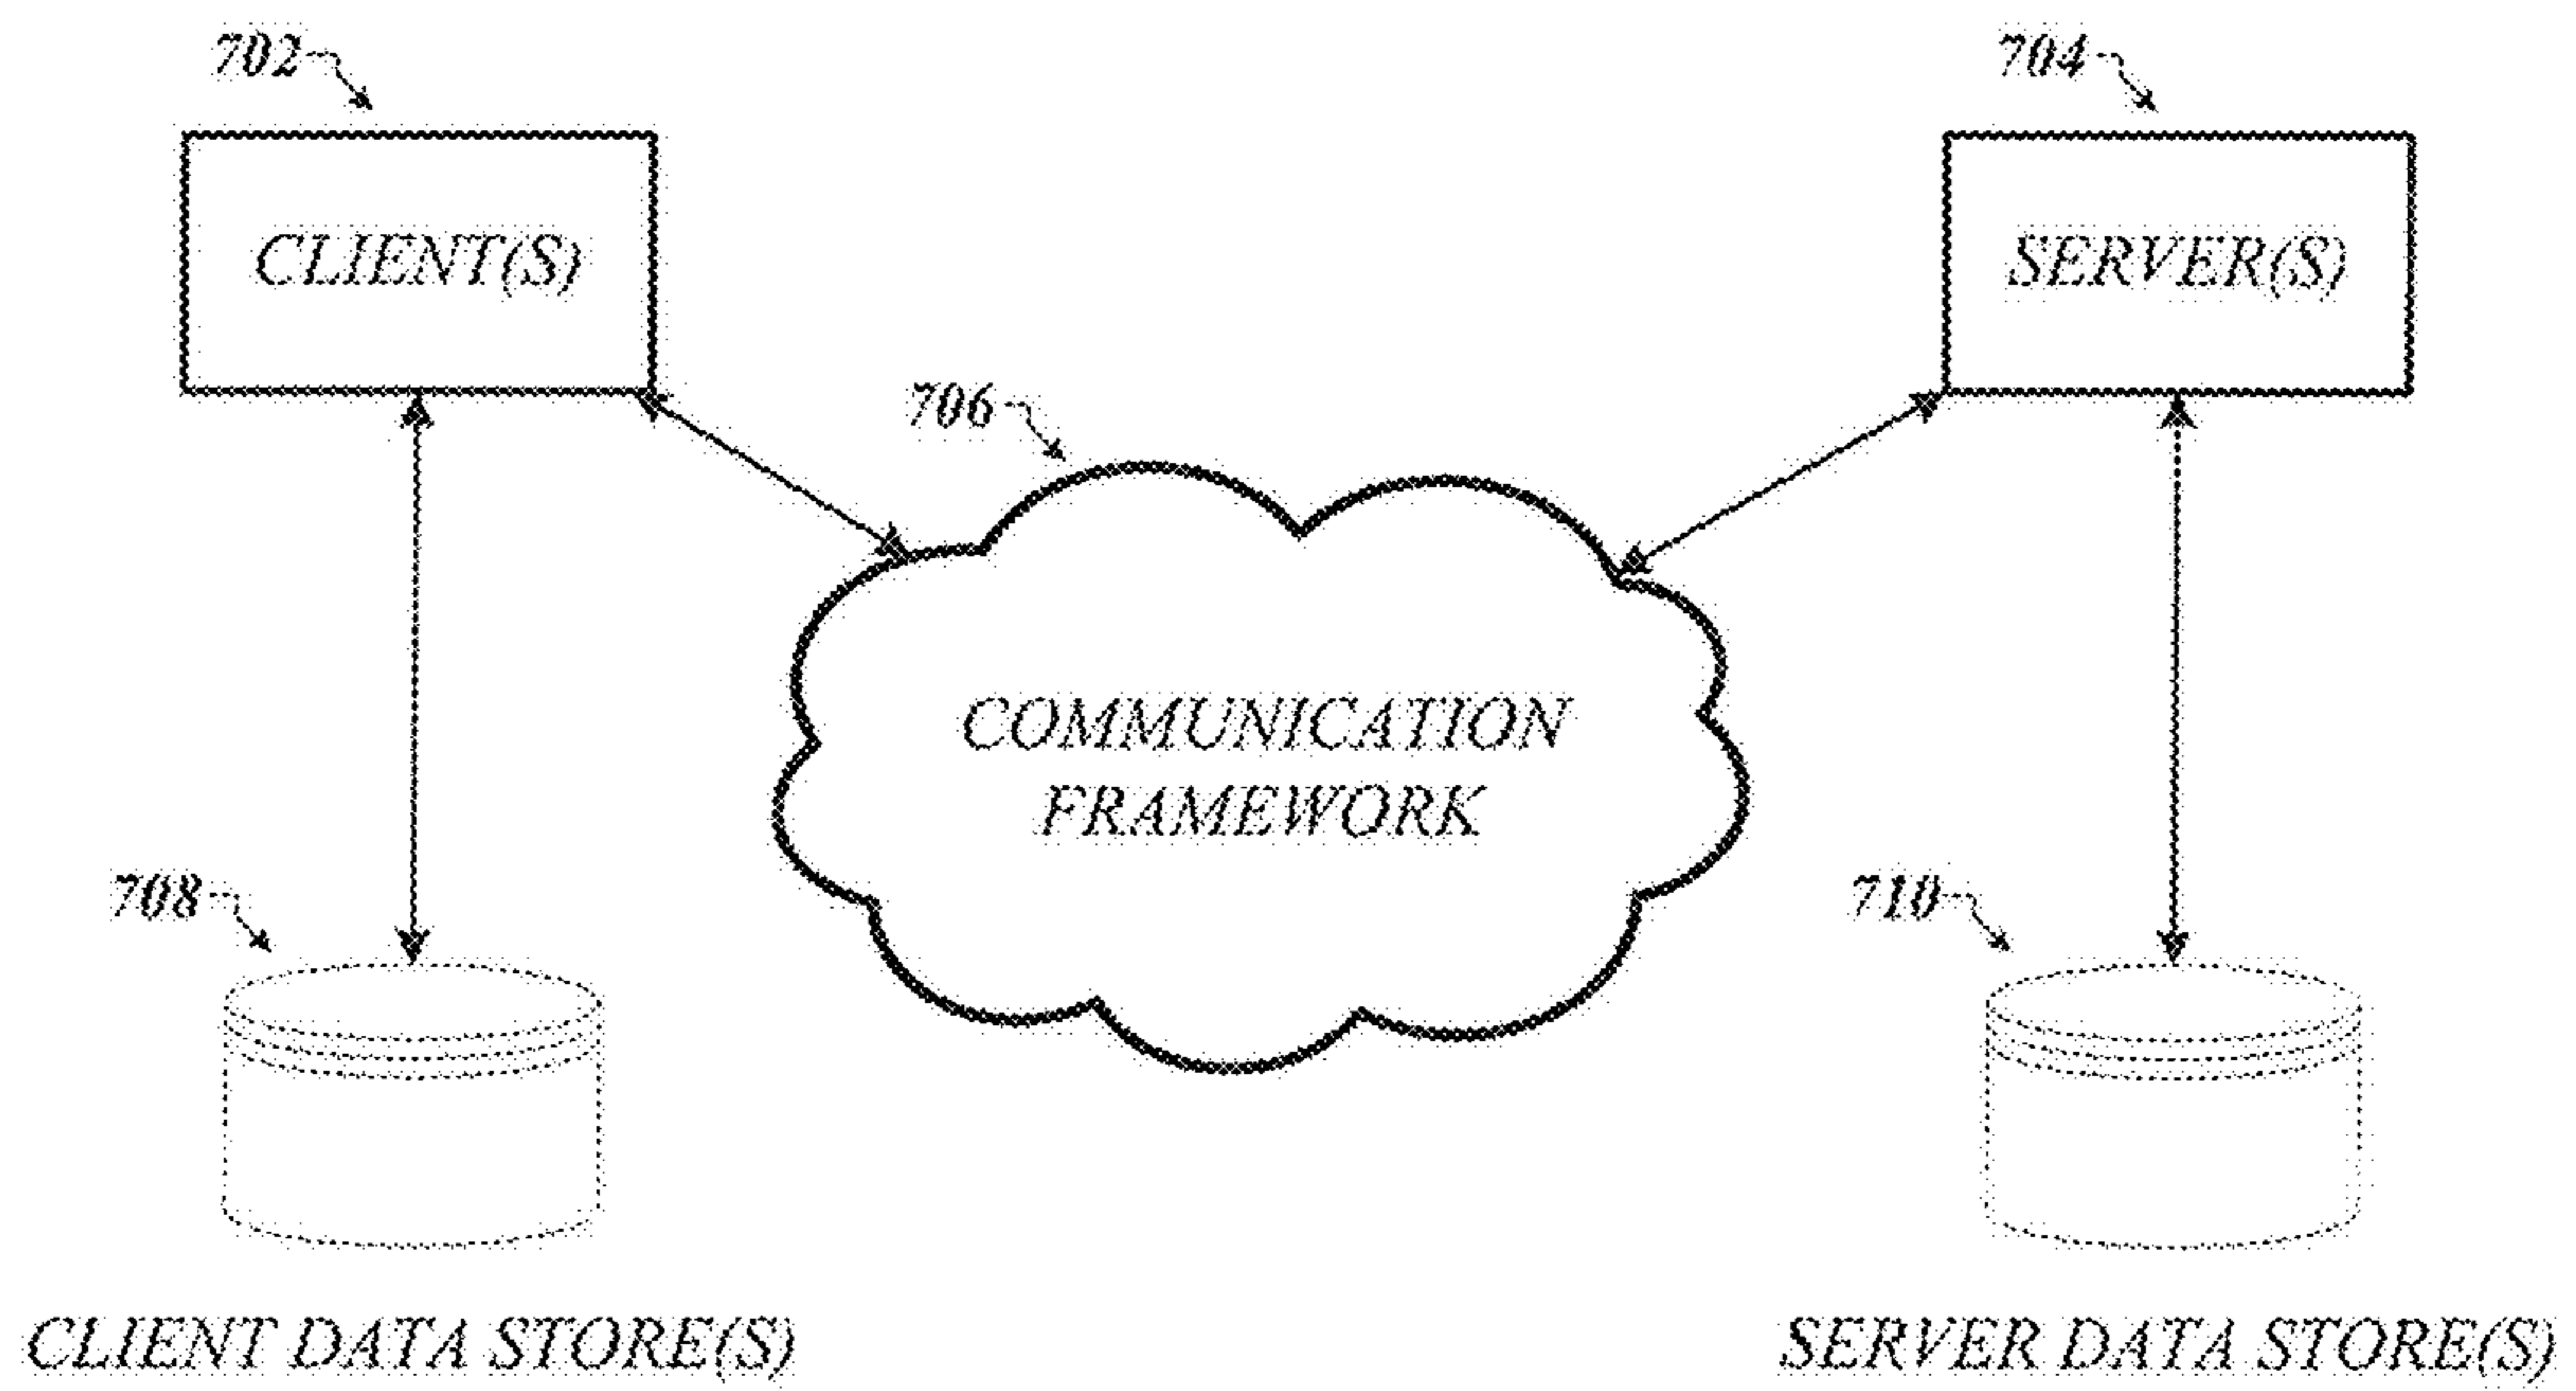 702
704
CLIENT(S)
SERVER(S)
706
COMMUNICATION
FRAMEWORK
708
710
CLIENT DATA STORE(S)
SERVER DATA STORE(S)